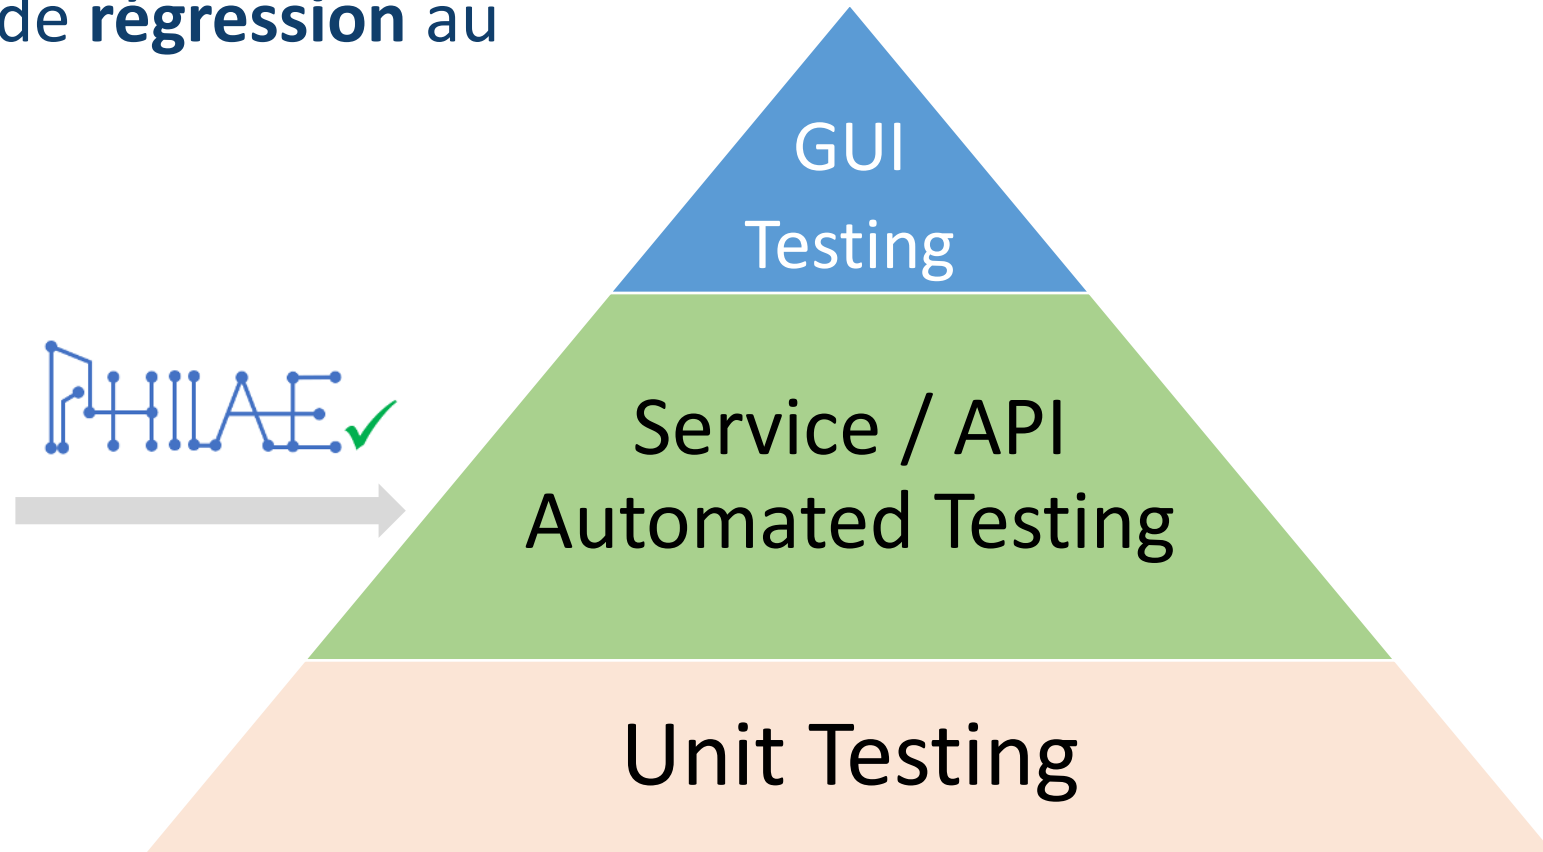 de régression au
GUI
Testing
PHILAE
Service / API
Automated Testing
Unit Testing